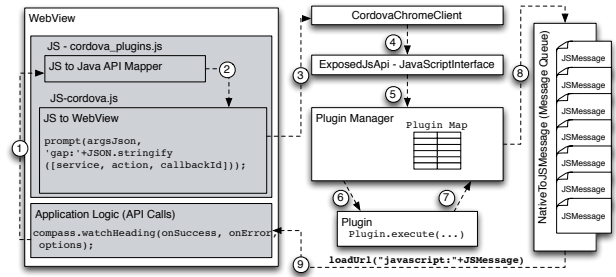 WebView
JS - cordova_plugins.js
JS to Java API Mapper
2
JS-cordova.js
JS to WebView
prompt(argsJson,
'gap:'+JSON.stringify
([service, action, callbackId]));
1
Application Logic (API Calls)
compass.watchHeading(onSuccess, onError,
options);
3
CordovaChromeClient
4
ExposedJsApi - JavaScriptInterface
5
Plugin Manager
Plugin Map
6
7
Plugin
Plugin.execute(...)
8
NativeToJSMessage (Message Queue)
JSMessage
JSMessage
JSMessage
JSMessage
JSMessage
JSMessage
JSMessage
9
loadUrl("javascript:"+JSMessage)